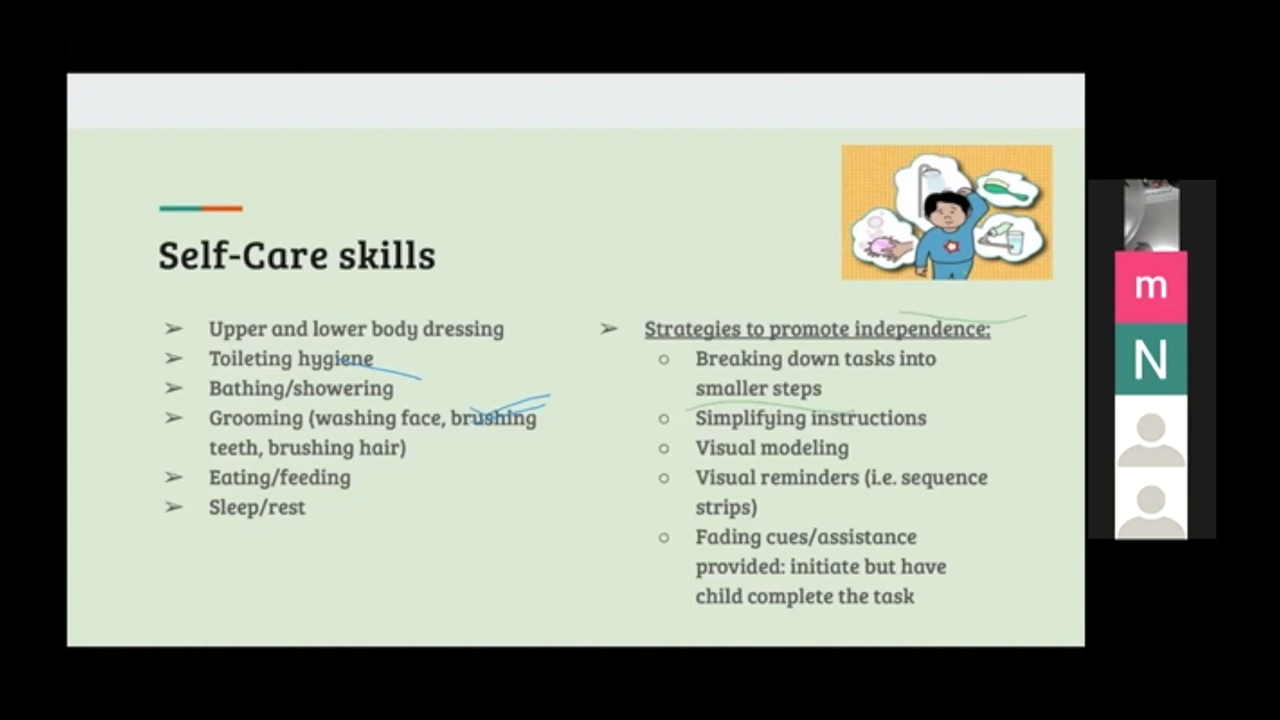 Self-Care skills
➢ Upper and lower body dressing
➢ Toileting hygiene
➢ Bathing/showering
➢ Grooming (washing face, brushing
teeth, brushing hair)
➢ Eating/feeding
➢ Sleep/rest
➢ Strategies to promote independence:
○ Breaking down tasks into
smaller steps
○ Simplifying instructions
○ Visual modeling
○ Visual reminders (i.e. sequence
strips)
○ Fading cues/assistance
provided: initiate but have
child complete the task
m
N